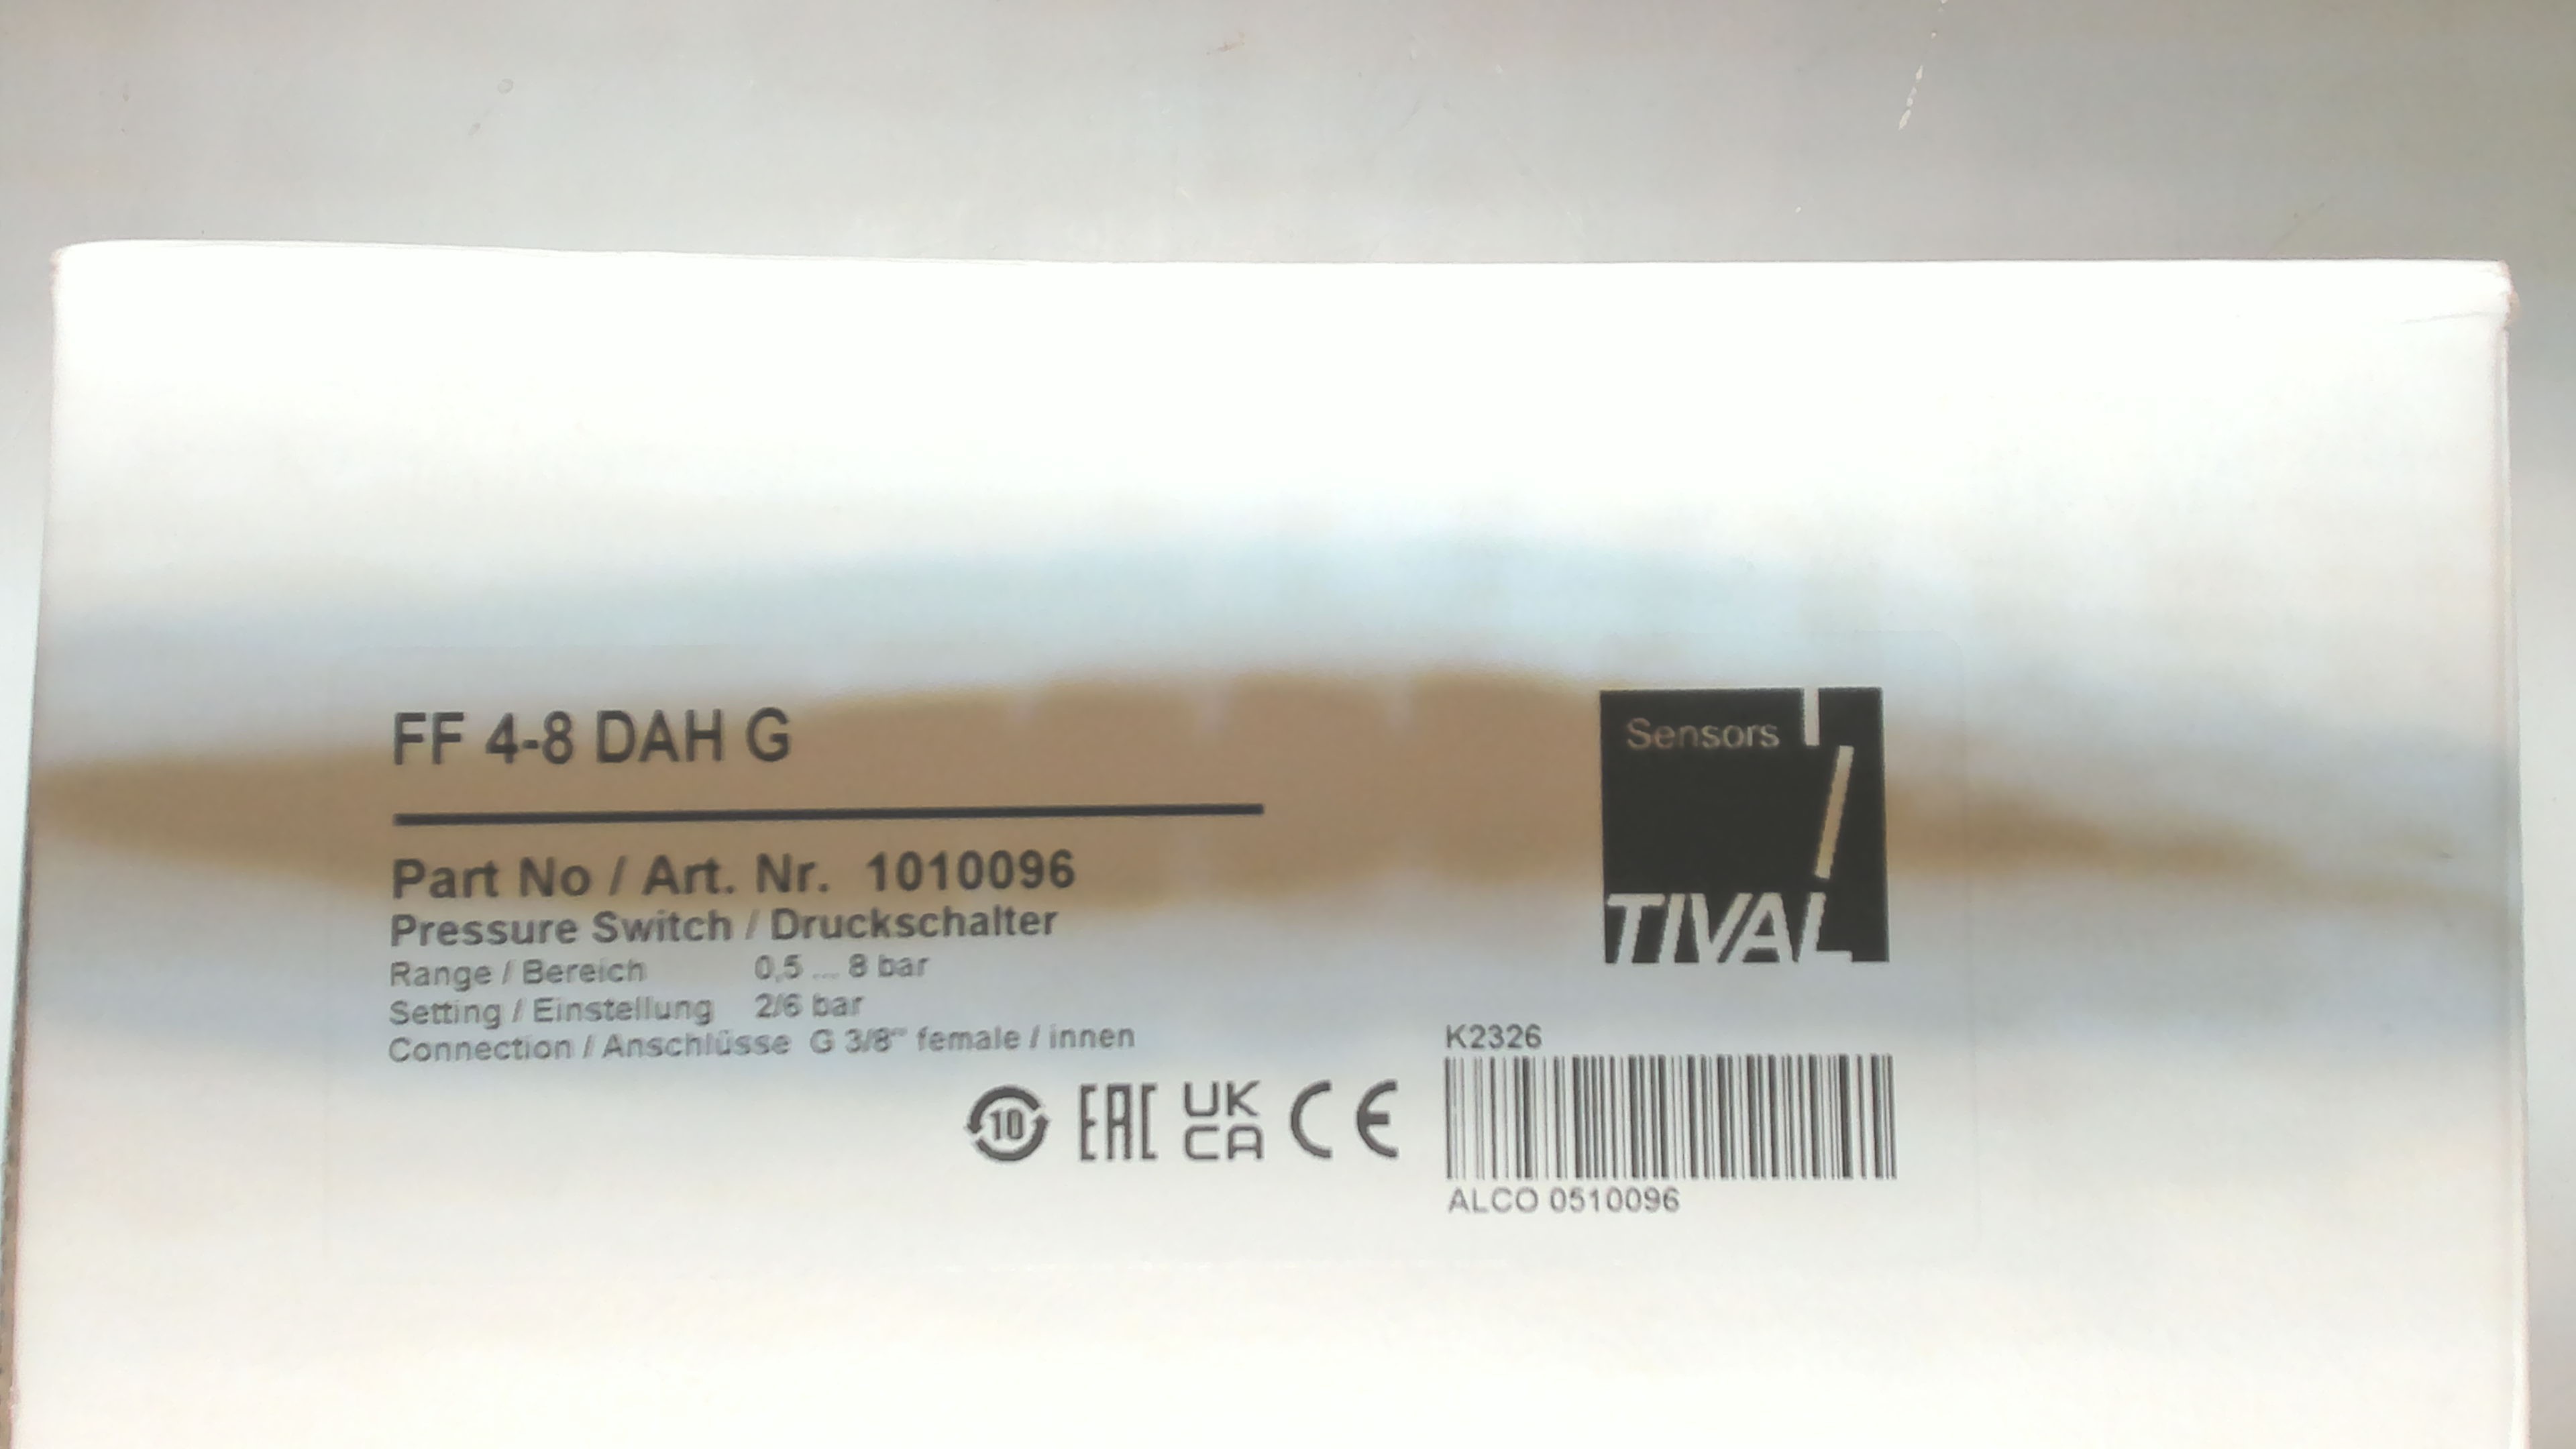 FF 4-8 DAH G
Part No / Art. Nr. 1010096
Pressure Switch / Druckschalter
Range / Bereich 0,5 ... 8 bar
Setting / Einstellung 2/6 bar
Connection / Anschlüsse G 3/8" female / innen
Sensors
TIVAL
K2326
10 EAC UK CA CE
ALCO 0510096